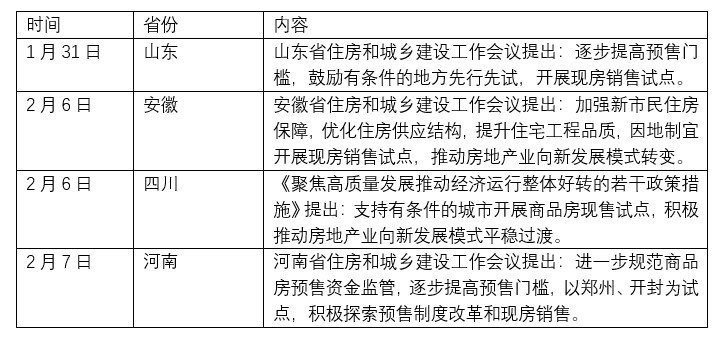 时间 省份 内容
1月31日 山东 山东省住房和城乡建设工作会议提出：逐步提高预售门
槛，鼓励有条件的地方先行先试，开展现房销售试点。
2月6日 安徽 安徽省住房和城乡建设工作会议提出：加强新市民住房
保障，优化住房供应结构，提升住宅工程品质，因地制宜
开展现房销售试点，推动房地产业向新发展模式转变。
2月6日 四川 《聚焦高质量发展推动经济运行整体好转的若干政策措
施》提出：支持有条件的城市开展商品房现售试点，积极
推动房地产业向新发展模式平稳过渡。
2月7日 河南 河南省住房和城乡建设工作会议提出：进一步规范商品
房预售资金监管，逐步提高预售门槛，以郑州、开封为试
点，积极探索预售制度改革和现房销售。